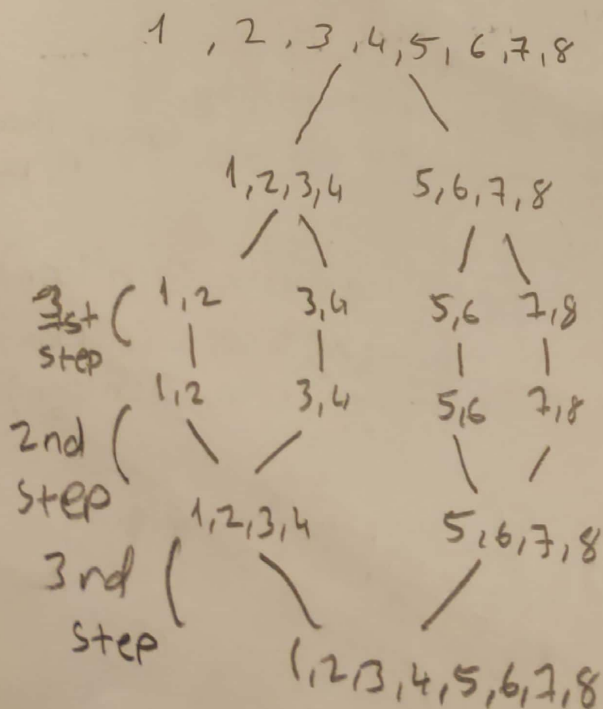 1, 2, 3, 4, 5, 6, 7, 8
1, 2, 3, 4 5, 6, 7, 8
1st ( 1, 2 3, 4 5, 6 7, 8
step
1, 2 3, 4 5, 6 7, 8
2nd (
step 1, 2, 3, 4 5, 6, 7, 8
3nd (
step
1, 2, 3, 4, 5, 6, 7, 8